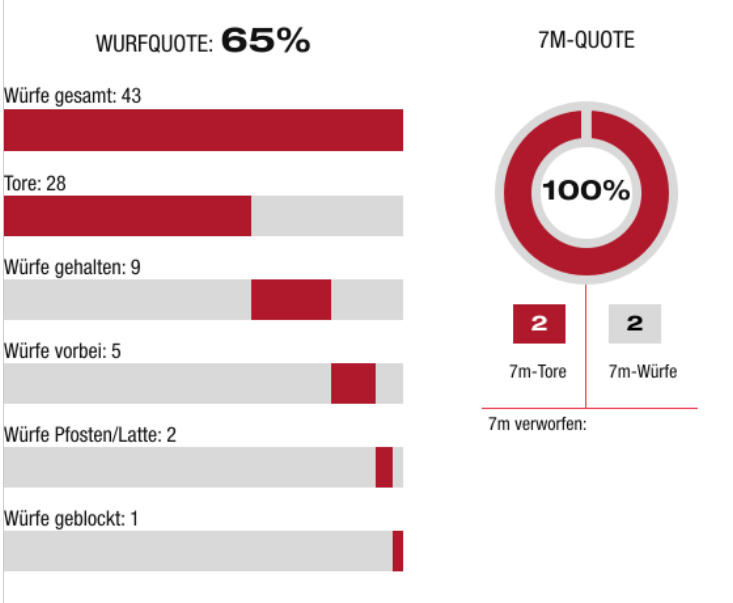 WURFQUOTE: 65%
Würfe gesamt: 43
Tore: 28
Würfe gehalten: 9
Würfe vorbei: 5
Würfe Pfosten/Latte: 2
Würfe geblockt: 1
7M-QUOTE
100%
2 2
7m-Tore 7m-Würfe
7m verworfen: